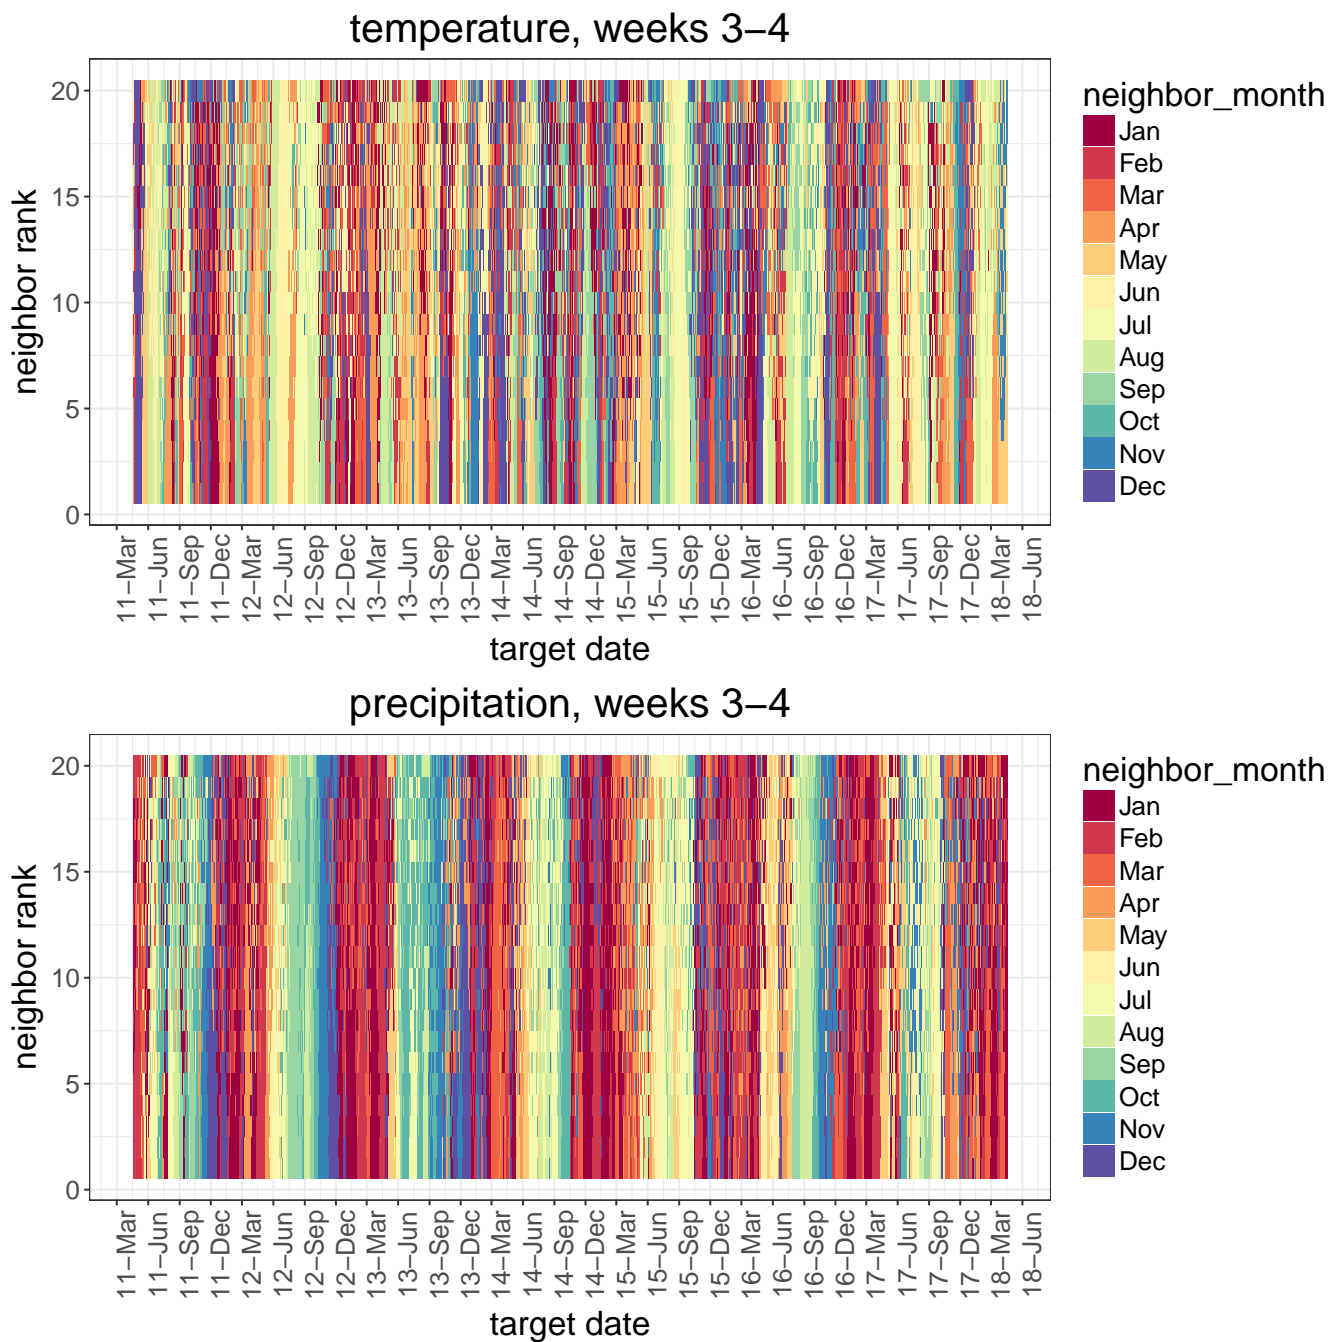 temperature, weeks 3−4
neighbor rank
20
15
10
5
0
11−Mar
11−Jun
11−Sep
11−Dec
12−Mar
12−Jun
12−Sep
12−Dec
13−Mar
13−Jun
13−Sep
13−Dec
14−Mar
14−Jun
14−Sep
14−Dec
15−Mar
15−Jun
15−Sep
15−Dec
16−Mar
16−Jun
16−Sep
16−Dec
17−Mar
17−Jun
17−Sep
17−Dec
18−Mar
18−Jun
target date
neighbor_month
Jan
Feb
Mar
Apr
May
Jun
Jul
Aug
Sep
Oct
Nov
Dec
precipitation, weeks 3−4
neighbor rank
20
15
10
5
0
11−Mar
11−Jun
11−Sep
11−Dec
12−Mar
12−Jun
12−Sep
12−Dec
13−Mar
13−Jun
13−Sep
13−Dec
14−Mar
14−Jun
14−Sep
14−Dec
15−Mar
15−Jun
15−Sep
15−Dec
16−Mar
16−Jun
16−Sep
16−Dec
17−Mar
17−Jun
17−Sep
17−Dec
18−Mar
18−Jun
target date
neighbor_month
Jan
Feb
Mar
Apr
May
Jun
Jul
Aug
Sep
Oct
Nov
Dec